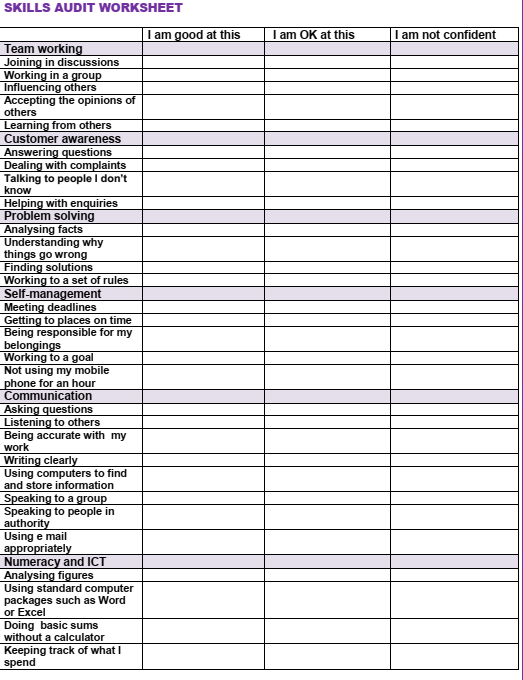 SKILLS AUDIT WORKSHEET
I am good at this I am OK at this I am not confident
Team working
Joining in discussions
Working in a group
Influencing others
Accepting the opinions of
others
Learning from others
Customer awareness
Answering questions
Dealing with complaints
Talking to people I don't
know
Helping with enquiries
Problem solving
Analysing facts
Understanding why
things go wrong
Finding solutions
Working to a set of rules
Self-management
Meeting deadlines
Getting to places on time
Being responsible for my
belongings
Working to a goal
Not using my mobile
phone for an hour
Communication
Asking questions
Listening to others
Being accurate with my
work
Writing clearly
Using computers to find
and store information
Speaking to a group
Speaking to people in
authority
Using e mail
appropriately
Numeracy and ICT
Analysing figures
Using standard computer
packages such as Word
or Excel
Doing basic sums
without a calculator
Keeping track of what I
spend